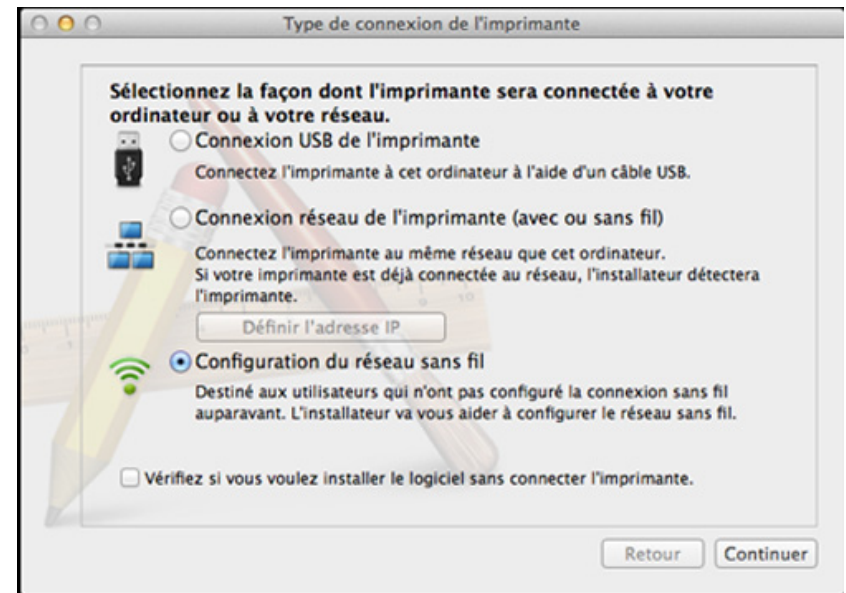 Type de connexion de l'imprimante
Sélectionnez la façon dont l'imprimante sera connectée à votre
ordinateur ou à votre réseau.
Connexion USB de l'imprimante
Connectez l'imprimante à cet ordinateur à l'aide d'un câble USB.
Connexion réseau de l'imprimante (avec ou sans fil)
Connectez l'imprimante au même réseau que cet ordinateur.
Si votre imprimante est déjà connectée au réseau, l'installateur détectera
l'imprimante.
Définir l'adresse IP
Configuration du réseau sans fil
Destiné aux utilisateurs qui n'ont pas configuré la connexion sans fil
auparavant. L'installateur va vous aider à configurer le réseau sans fil.
Vérifiez si vous voulez installer le logiciel sans connecter l'imprimante.
Retour Continuer